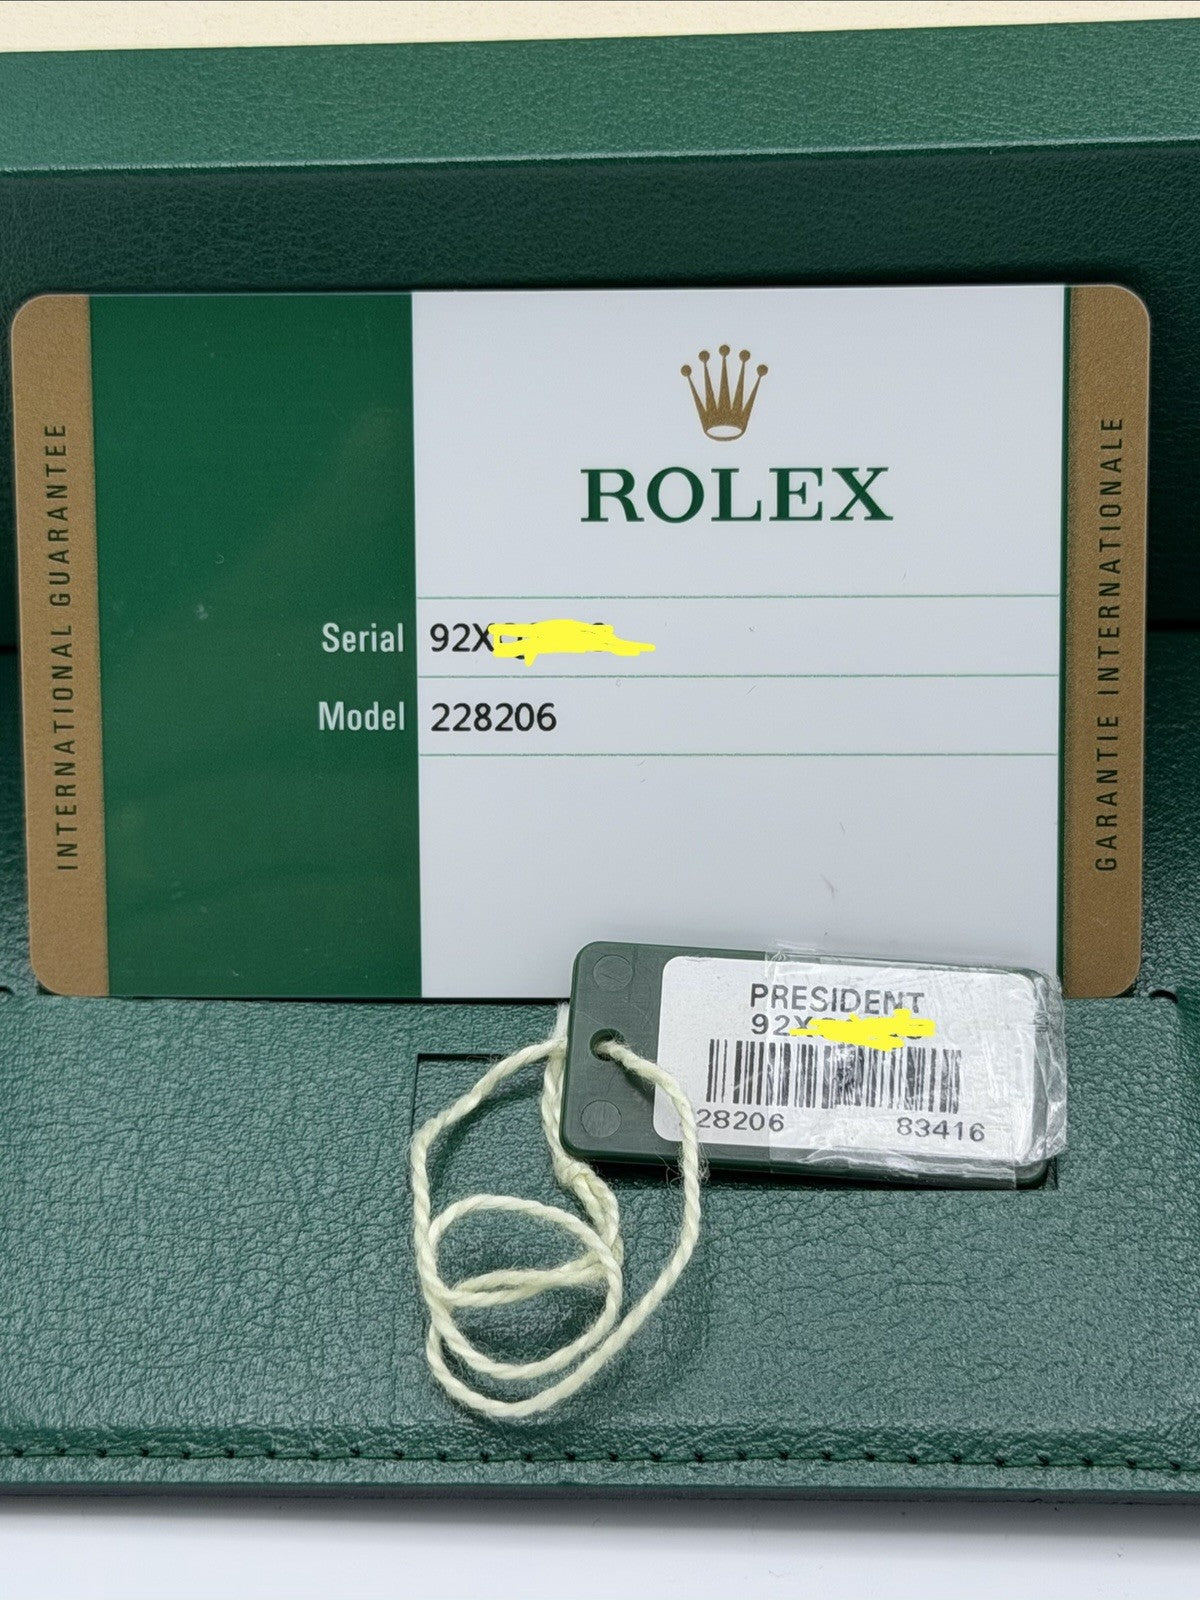 INTERNATIONAL GUARANTEE
ROLEX
Serial 92X
Model 228206
GARANTIE INTERNATIONALE
PRESIDENT
92X
28206 83416